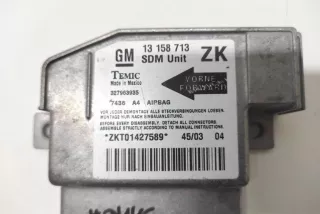 GM 13 158 713 ZK
SDM Unit
TEMIC
Made in Mexico
VORNE
FORWARD
327963935
7436 A4 AIRBAG
VOR JEDER DEMONTAGE ALLE STECKVERBINDUNGEN LOESEN.
MONTAGE NUR NACH EINBAUANLEITUNG.
BEFORE EVERY DISASSEMBLY, DETACH ALL CONNECTORS.
ASSEMBLY STRICTLY ACCORDING TO MANUAL INSTRUCTIONS.
*ZKT01427589* 45/03 04